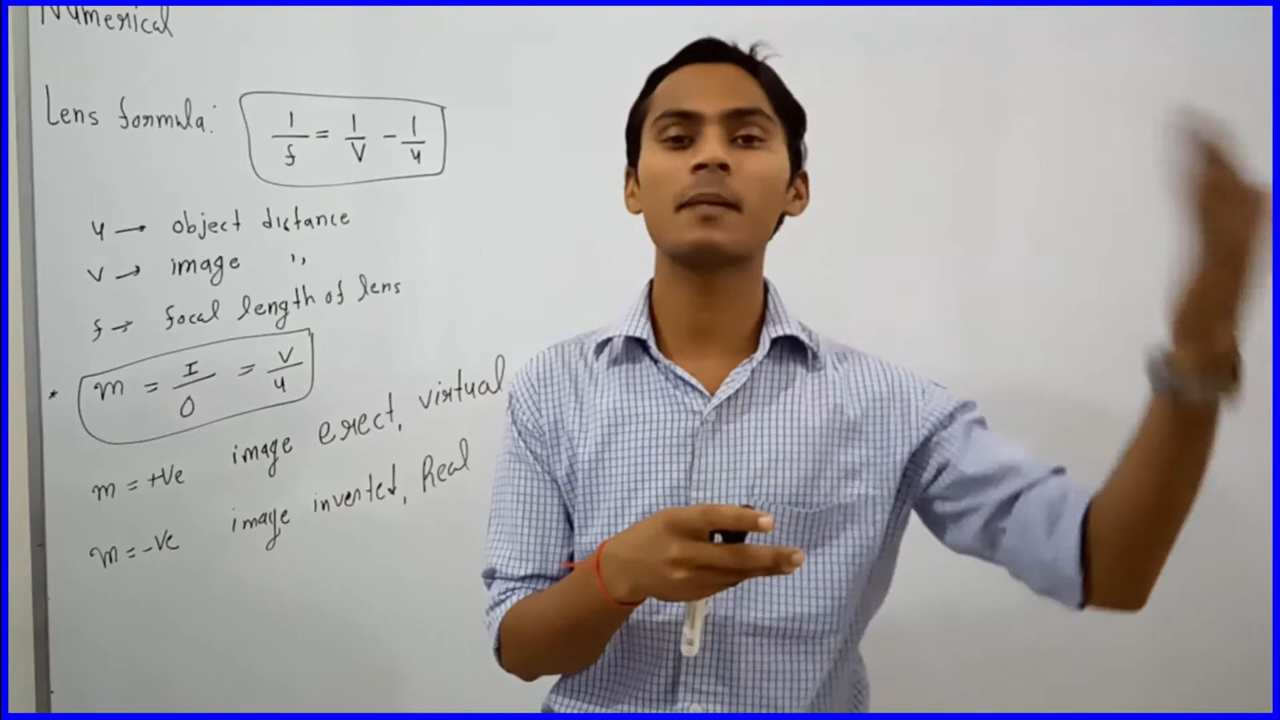 Numerical
Lens formula: 1/f = 1/v - 1/u
u → object distance
v → image ,,
f → focal length of lens
* m = I/O = v/u
m = +ve image erect, virtual
m = -ve image inverted, Real